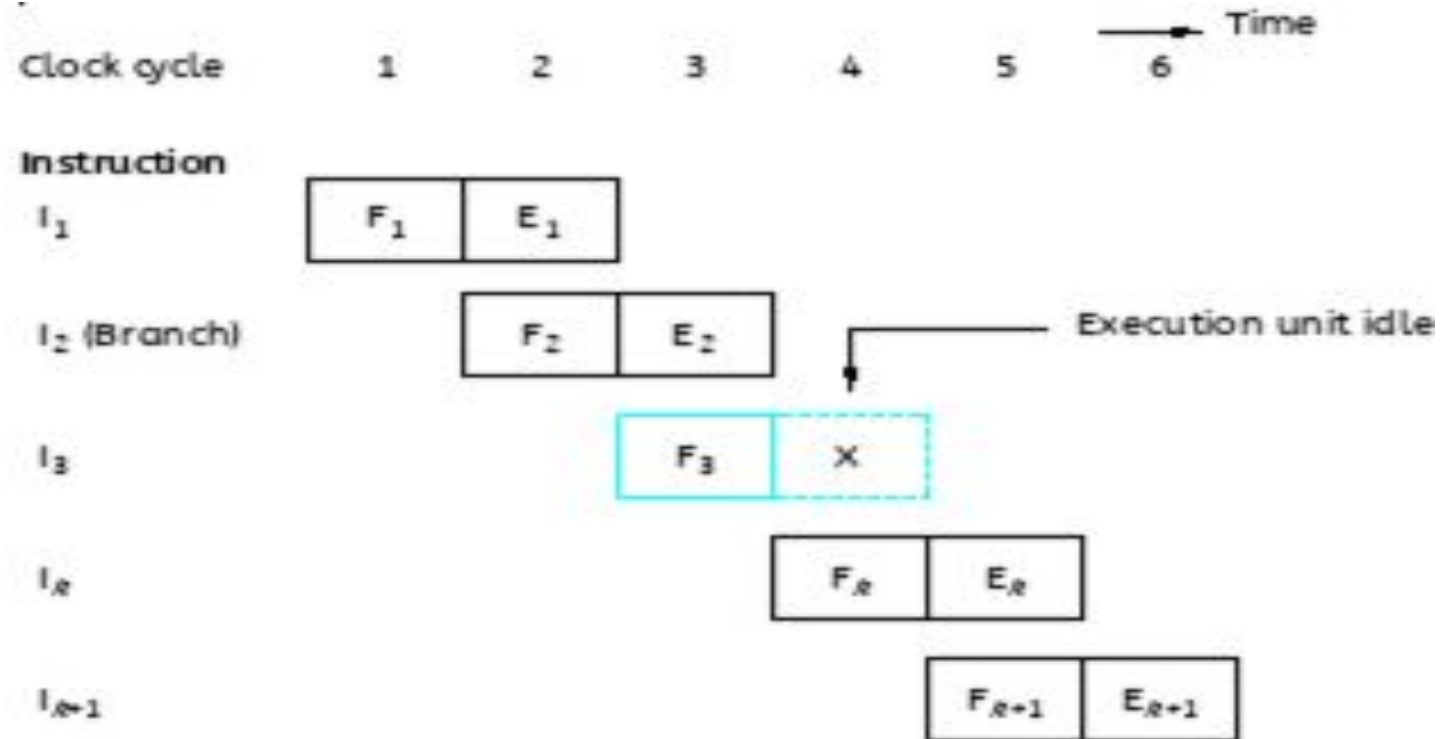 Time
Clock cycle 1 2 3 4 5 6
Instruction
I1 F1 E1
I2 (Branch) F2 E2
Execution unit idle
I3 F3 X
Ik Fk Ek
Ik+1 Fk+1 Ek+1